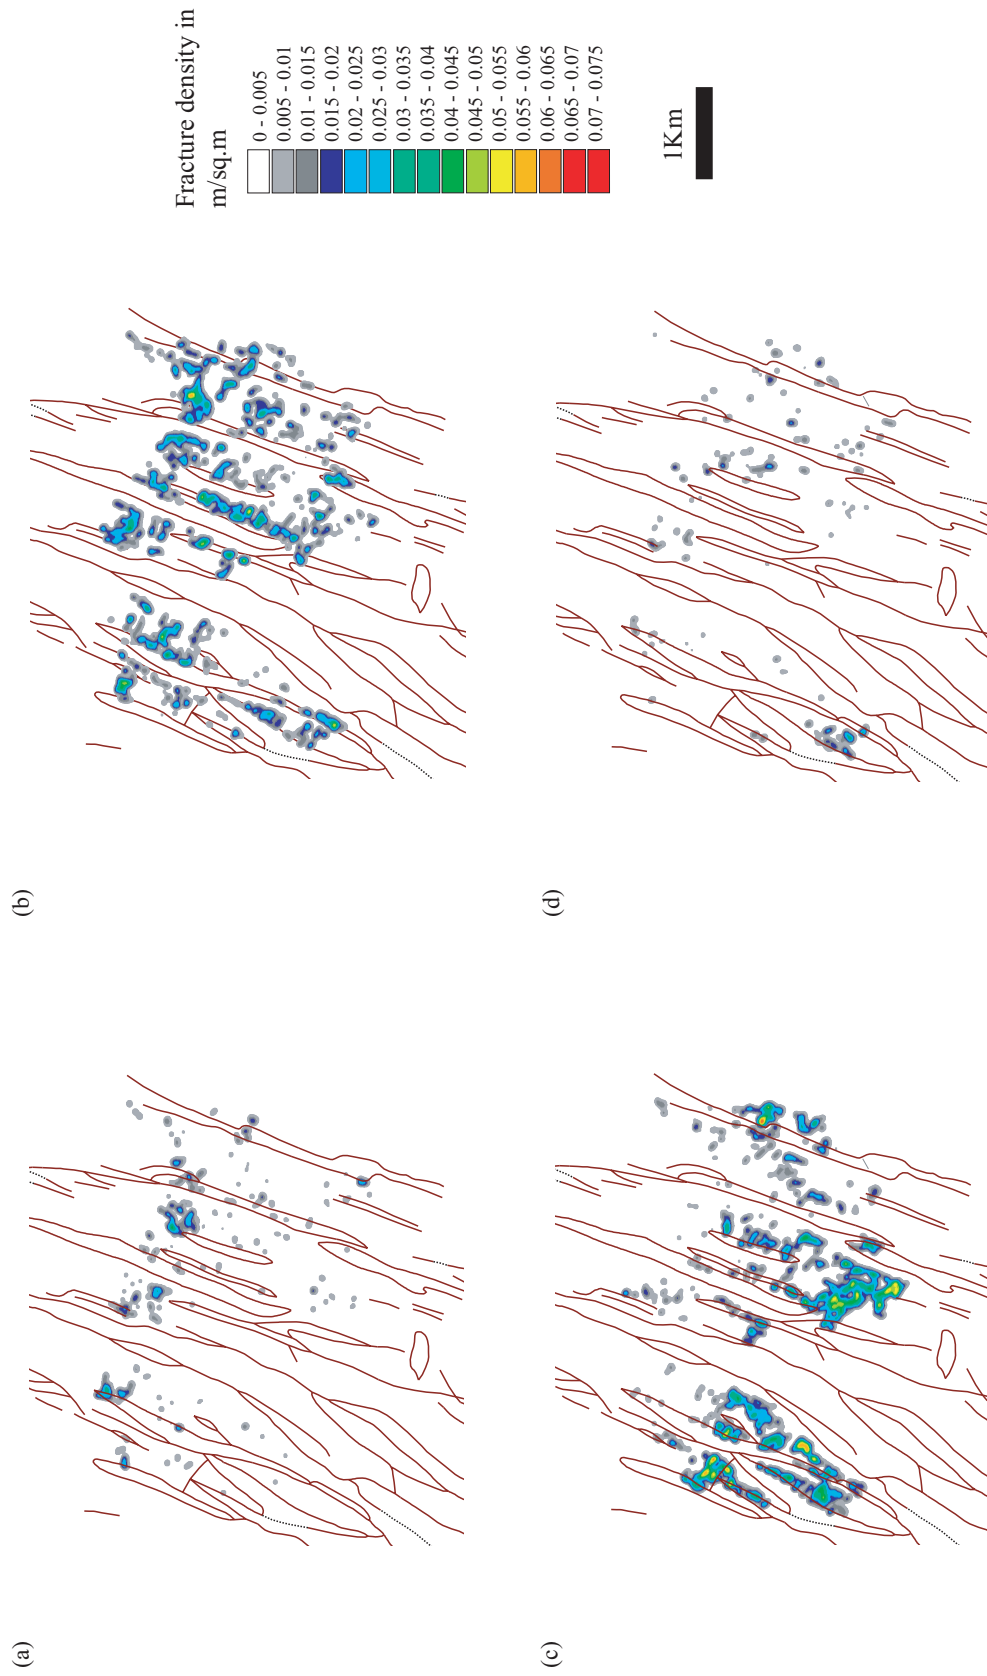 (a)
(b)
(c)
(d)
Fracture density in
m/sq.m
0 - 0.005
0.005 - 0.01
0.01 - 0.015
0.015 - 0.02
0.02 - 0.025
0.025 - 0.03
0.03 - 0.035
0.035 - 0.04
0.04 - 0.045
0.045 - 0.05
0.05 - 0.055
0.055 - 0.06
0.06 - 0.065
0.065 - 0.07
0.07 - 0.075
1Km